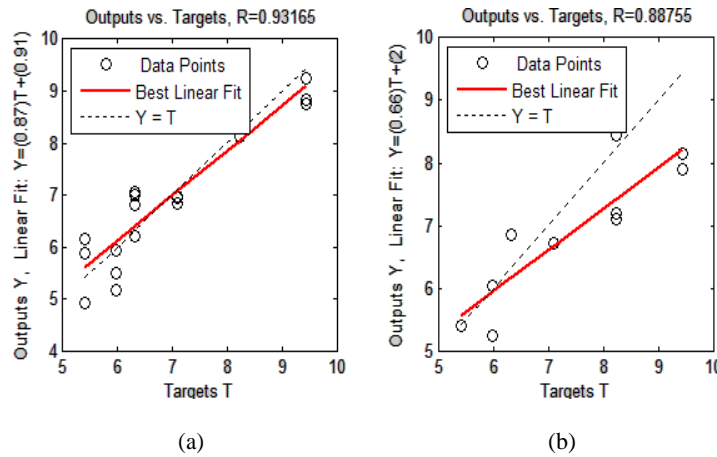 Outputs vs. Targets, R=0.93165
Outputs Y, Linear Fit: Y=(0.87)T+(0.91)
10
9
8
7
6
5
4
Data Points
Best Linear Fit
Y = T
5 6 7 8 9 10
Targets T
(a)
Outputs vs. Targets, R=0.88755
Outputs Y, Linear Fit: Y=(0.66)T+(2)
10
9
8
7
6
5
Data Points
Best Linear Fit
Y = T
5 6 7 8 9 10
Targets T
(b)